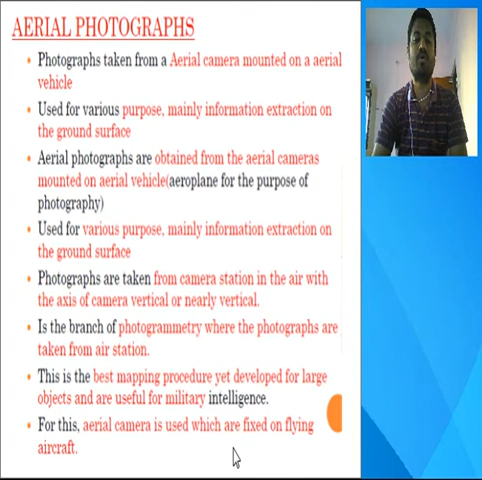 AERIAL PHOTOGRAPHS
Photographs taken from a Aerial camera mounted on a aerial
vehicle
Used for various purpose, mainly information extraction on
the ground surface
Aerial photographs are obtained from the aerial cameras
mounted on aerial vehicle(aeroplane for the purpose of
photography)
Used for various purpose, mainly information extraction on
the ground surface
Photographs are taken from camera station in the air with
the axis of camera vertical or nearly vertical.
Is the branch of photogrammetry where the photographs are
taken from air station.
This is the best mapping procedure yet developed for large
objects and are useful for military intelligence.
For this, aerial camera is used which are fixed on flying
aircraft.